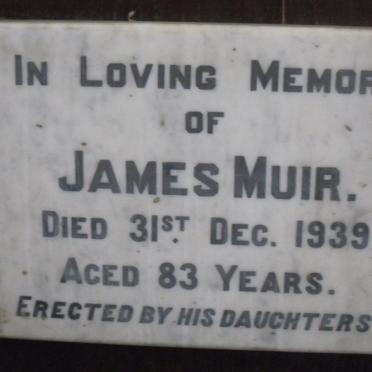 IN LOVING MEMOR
OF
JAMES MUIR.
DIED 31ST DEC. 1939
AGED 83 YEARS.
ERECTED BY HIS DAUGHTERS